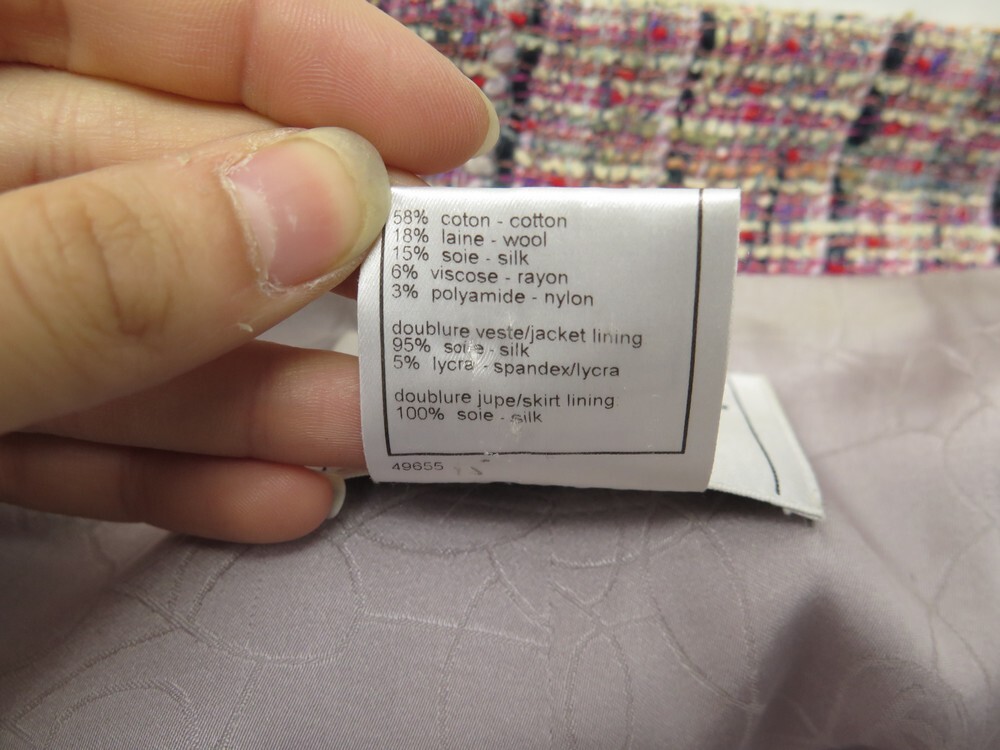 58% coton - cotton
18% laine - wool
15% soie - silk
6% viscose - rayon
3% polyamide - nylon
doublure veste/jacket lining
95% soie - silk
5% lycra - spandex/lycra
doublure jupe/skirt lining
100% soie - silk
49655